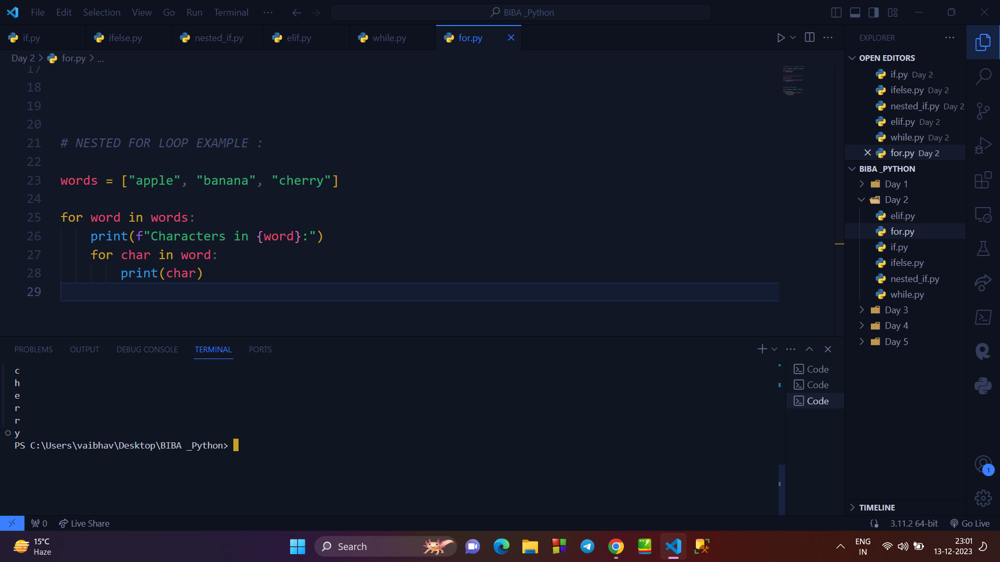 File Edit Selection View Go Run Terminal ···
BIBA _Python
if.py ifelse.py nested_if.py elif.py while.py for.py
Day 2 > for.py > ...
17
18
19
20
21 # NESTED FOR LOOP EXAMPLE :
22
23 words = ["apple", "banana", "cherry"]
24
25 for word in words:
26 print(f"Characters in {word}:")
27 for char in word:
28 print(char)
29
PROBLEMS OUTPUT DEBUG CONSOLE TERMINAL PORTS
c
h
e
r
r
y
PS C:\Users\vaibhav\Desktop\BIBA _Python>
Code
Code
Code
EXPLORER
OPEN EDITORS
if.py Day 2
ifelse.py Day 2
nested_if.py Day 2
elif.py Day 2
while.py Day 2
for.py Day 2
BIBA _PYTHON
Day 1
Day 2
elif.py
for.py
if.py
ifelse.py
nested_if.py
while.py
Day 3
Day 4
Day 5
TIMELINE
1
0 Live Share
3.11.2 64-bit Go Live
15°C
Haze
Search
ENG
IN
23:01
13-12-2023